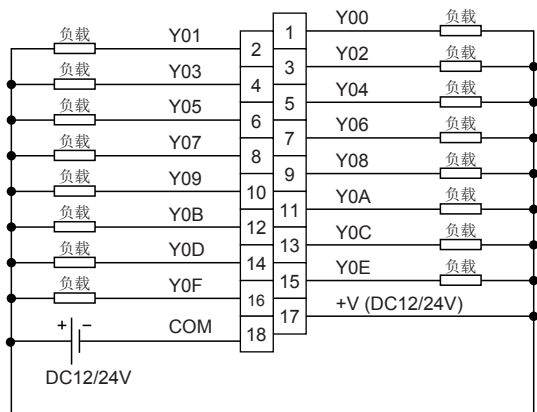 1 Y00 负载
负载 Y01 2
3 Y02 负载
负载 Y03 4
5 Y04 负载
负载 Y05 6
7 Y06 负载
负载 Y07 8
9 Y08 负载
负载 Y09 10
11 Y0A 负载
负载 Y0B 12
13 Y0C 负载
负载 Y0D 14
15 Y0E 负载
负载 Y0F 16
17 +V (DC12/24V)
+ − COM 18
DC12/24V